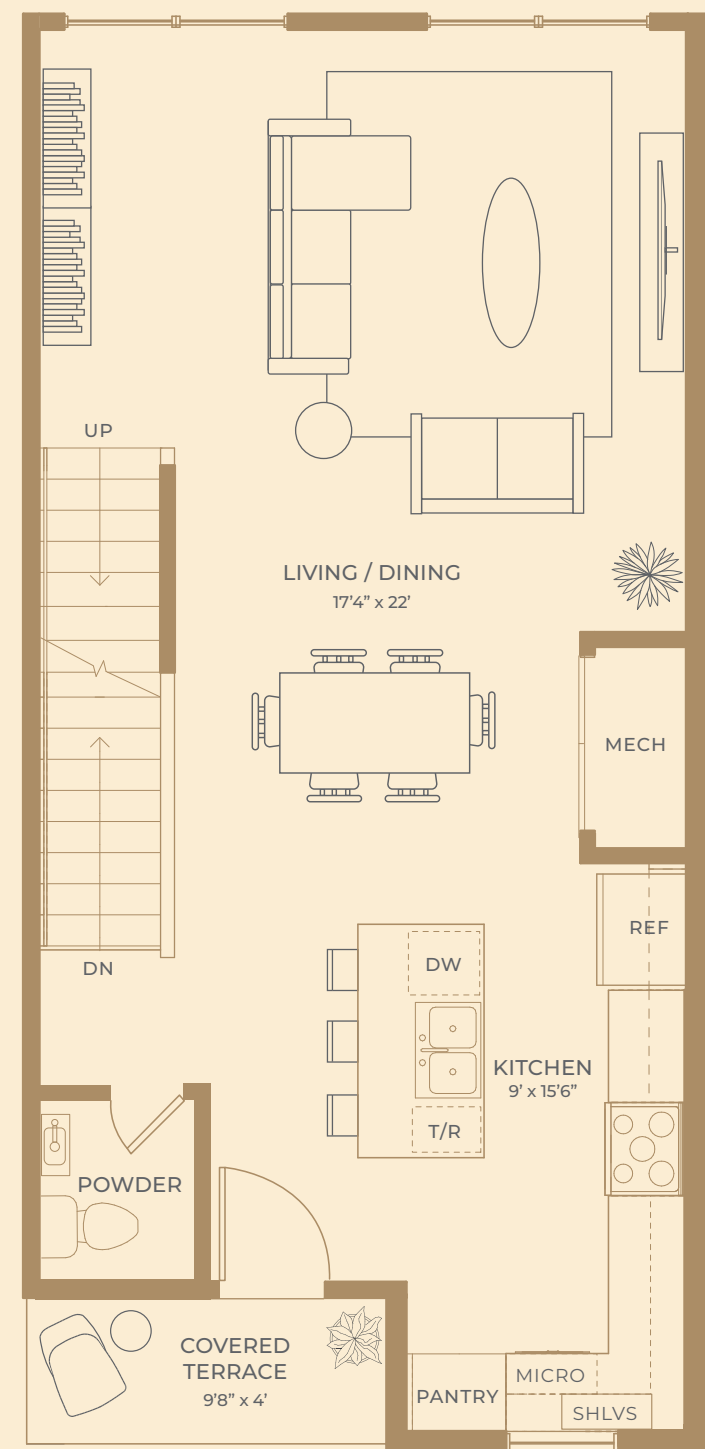 UP
LIVING / DINING
17’4” x 22’
MECH
REF
DW
DN
KITCHEN
9’ x 15’6”
T/R
POWDER
COVERED
TERRACE
9’8” x 4’
MICRO
PANTRY
SHLVS